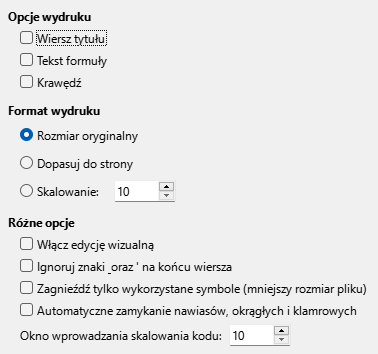 Opcje wydruku
Wiersz tytułu
Tekst formuły
Krawędź
Format wydruku
Rozmiar oryginalny
Dopasuj do strony
Skalowanie: 10
Różne opcje
Włącz edycję wizualną
Ignoruj znaki ˍoraz ' na końcu wiersza
Zagnieźdź tylko wykorzystane symbole (mniejszy rozmiar pliku)
Automatyczne zamykanie nawiasów, okrągłych i klamrowych
Okno wprowadzania skalowania kodu: 10